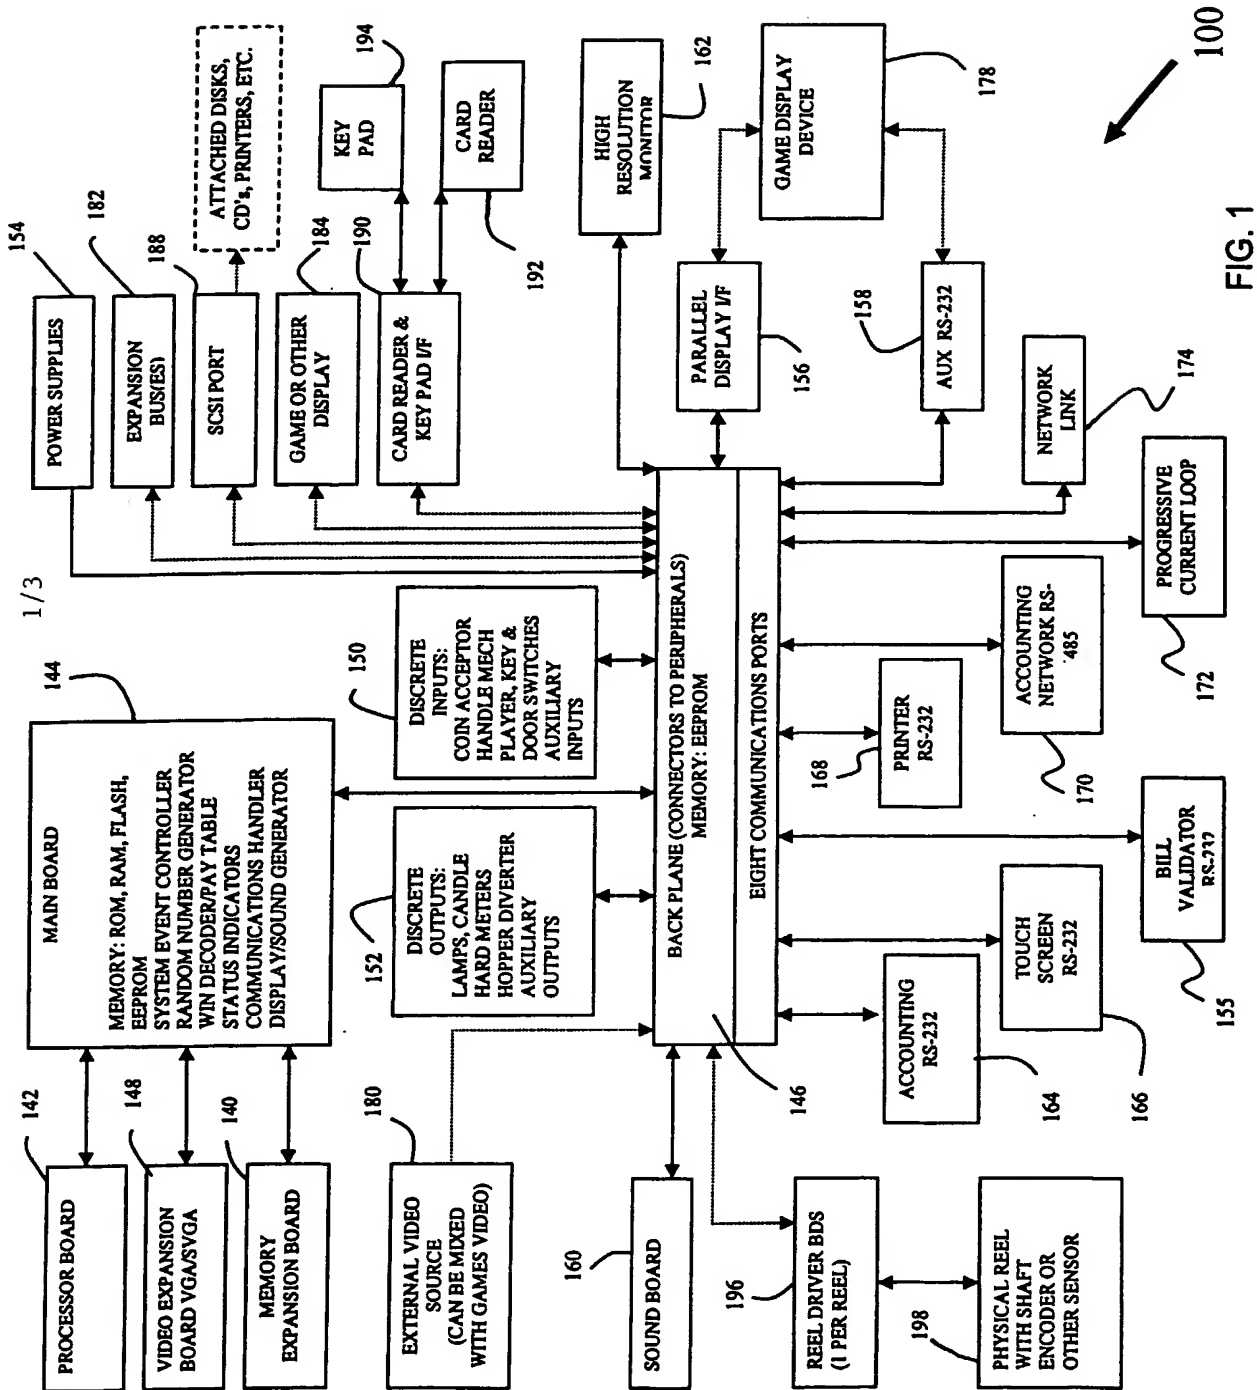 1/3
PROCESSOR BOARD
142
VIDEO EXPANSION
BOARD VGA/SVGA
148
MEMORY
EXPANSION BOARD
140
MAIN BOARD
MEMORY: ROM, RAM, FLASH,
EEPROM
SYSTEM EVENT CONTROLLER
RANDOM NUMBER GENERATOR
WIN DECODER/PAY TABLE
STATUS INDICATORS
COMMUNICATIONS HANDLER
DISPLAY/SOUND GENERATOR
144
POWER SUPPLIES
154
EXPANSION
BUS(ES)
182
SCSI PORT
188
ATTACHED DISKS,
CD's, PRINTERS, ETC.
GAME OR OTHER
DISPLAY
184
CARD READER &
KEY PAD I/F
190
KEY
PAD
194
CARD
READER
192
EXTERNAL VIDEO
SOURCE
(CAN BE MIXED
WITH GAMES VIDEO)
180
DISCRETE
OUTPUTS:
LAMPS, CANDLE
HARD METERS
HOPPER DIVERTER
AUXILIARY
OUTPUTS
152
DISCRETE
INPUTS:
COIN ACCEPTOR
HANDLE MECH
PLAYER, KEY &
DOOR SWITCHES
AUXILIARY
INPUTS
150
HIGH
RESOLUTION
MONITOR
162
SOUND BOARD
160
BACK PLANE (CONNECTORS TO PERIPHERALS)
MEMORY: EEPROM
EIGHT COMMUNICATIONS PORTS
146
PARALLEL
DISPLAY I/F
156
GAME DISPLAY
DEVICE
178
AUX RS-232
158
REEL DRIVER BDS
(1 PER REEL)
196
PHYSICAL REEL
WITH SHAFT
ENCODER OR
OTHER SENSOR
198
ACCOUNTING
RS-232
164
TOUCH
SCREEN
RS-232
166
BILL
VALIDATOR
RS-232
155
PRINTER
RS-232
168
ACCOUNTING
NETWORK RS-
485
170
PROGRESSIVE
CURRENT LOOP
172
NETWORK
LINK
174
100
FIG. 1